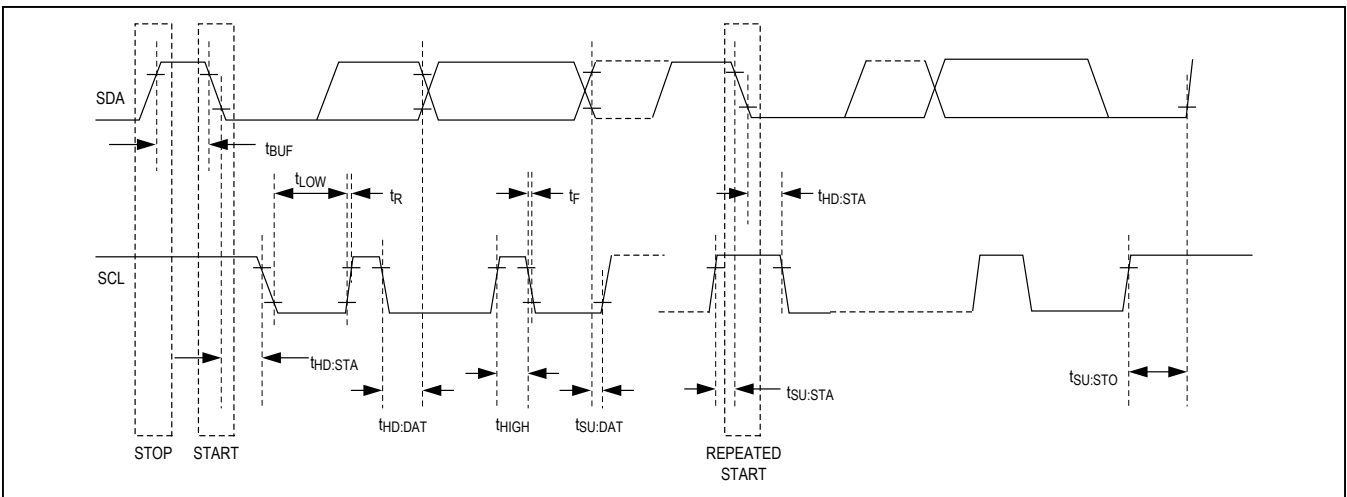 SDA
tBUF
tLOW
tR
tF
tHD:STA
SCL
tHD:STA
tSU:STA
tSU:STO
tHD:DAT
tHIGH
tSU:DAT
STOP
START
REPEATED
START